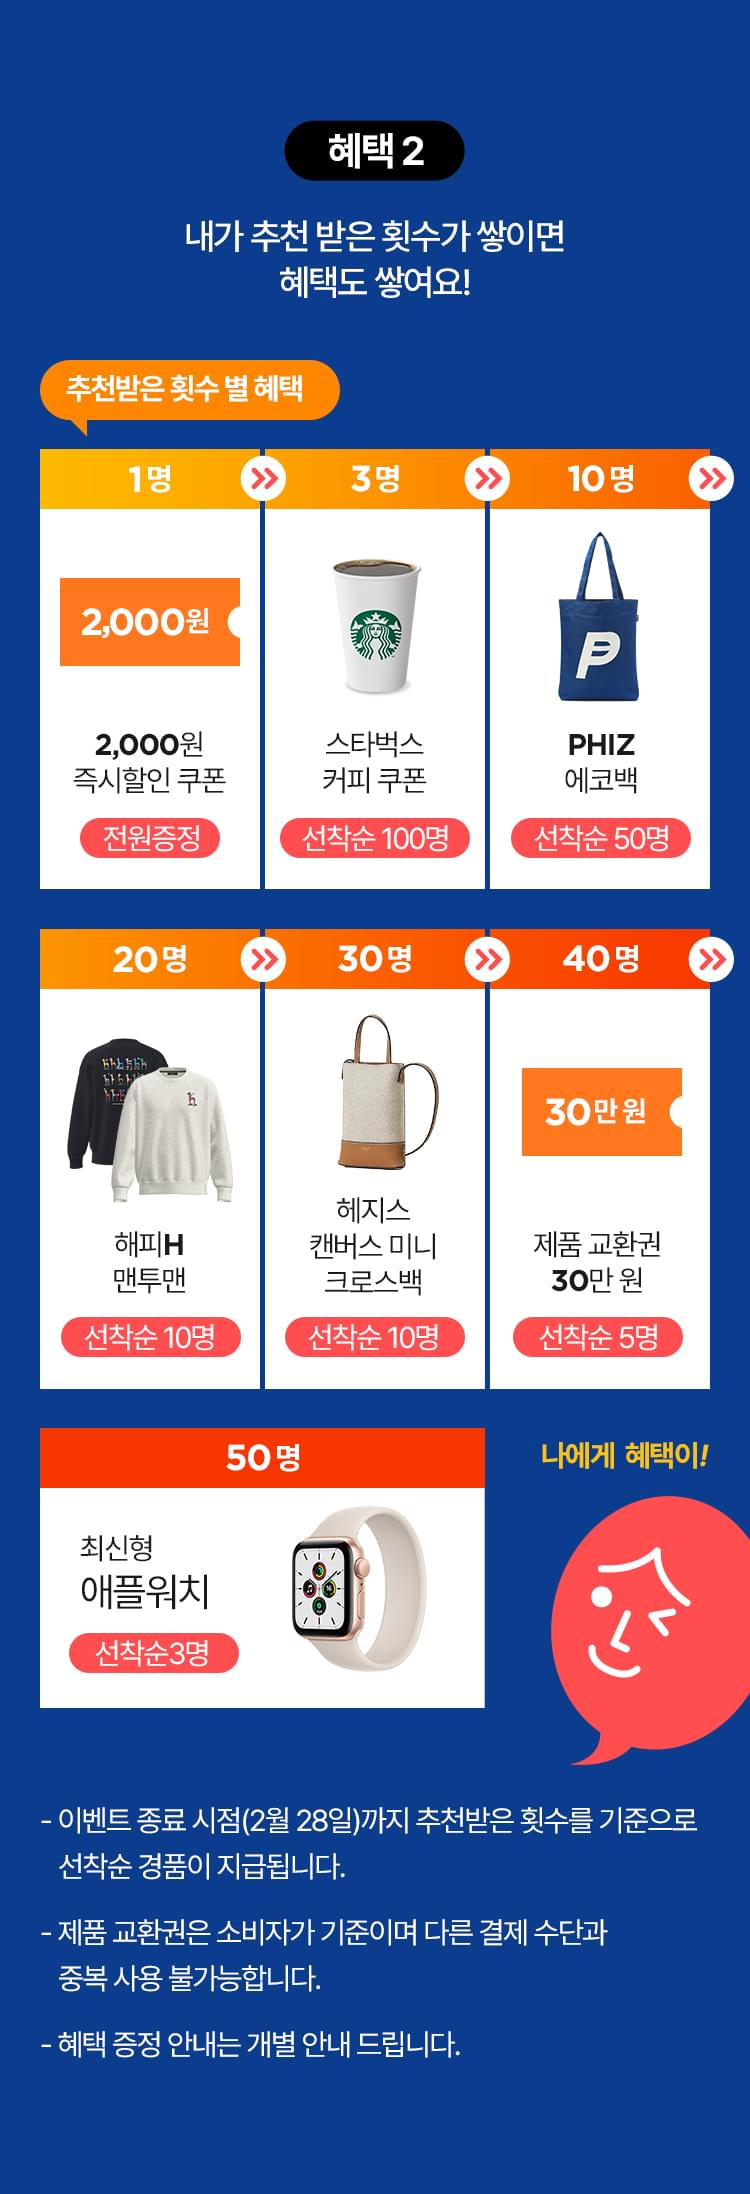 혜택 2
내가 추천 받은 횟수가 쌓이면
혜택도 쌓여요!
추천받은 횟수 별 혜택
1명
3명
10명
2,000원
P
2,000원
즉시할인 쿠폰
전원증정
스타벅스
커피 쿠폰
선착순 100명
PHIZ
에코백
선착순 50명
20명
30명
40명
30만 원
해피H
맨투맨
선착순 10명
헤지스
캔버스 미니
크로스백
선착순 10명
제품 교환권
30만 원
선착순 5명
50명
나에게 혜택이!
최신형
애플워치
선착순3명
- 이벤트 종료 시점(2월 28일)까지 추천받은 횟수를 기준으로
선착순 경품이 지급됩니다.
- 제품 교환권은 소비자가 기준이며 다른 결제 수단과
중복 사용 불가능합니다.
- 혜택 증정 안내는 개별 안내 드립니다.